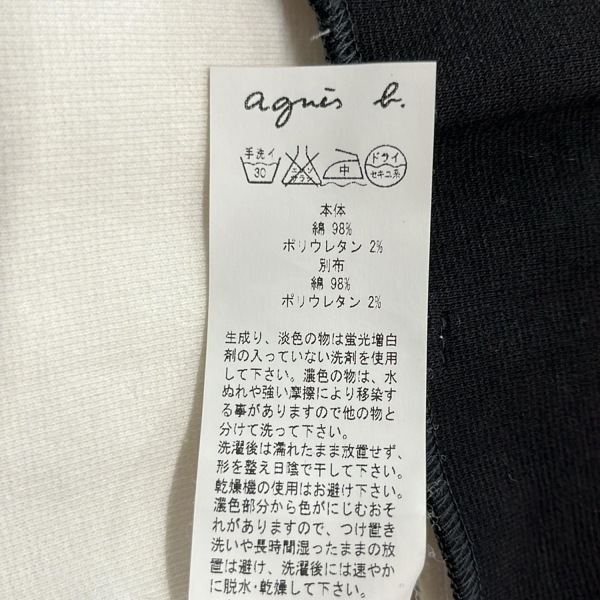 agnès b.
手洗イ 30 エンソ サラシ 中 ドライ セキユ系
本体
綿 98%
ポリウレタン 2%
別布
綿 98%
ポリウレタン 2%
生成り、淡色の物は蛍光増白
剤の入っていない洗剤を使用
して下さい。濃色の物は、水
ぬれや強い摩擦により移染す
る事がありますので他の物と
分けて洗って下さい。
洗濯後は濡れたまま放置せず、
形を整え日陰で干して下さい。
乾燥機の使用はお避け下さい。
濃色部分から色がにじむおそ
れがありますので、つけ置き
洗いや長時間湿ったままの放
置は避け、洗濯後には速やか
に脱水・乾燥して下さい。